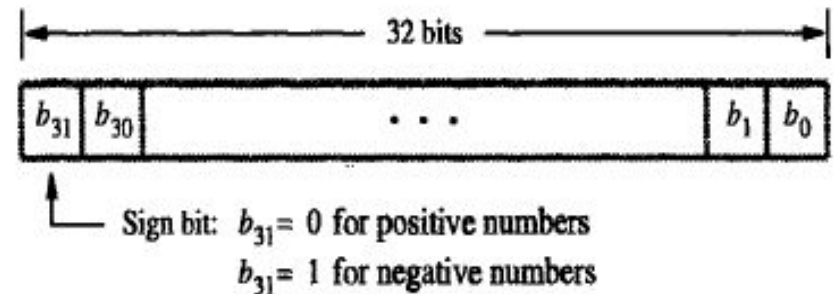 32 bits
b31 b30 . . . b1 b0
Sign bit: b31= 0 for positive numbers
b31= 1 for negative numbers